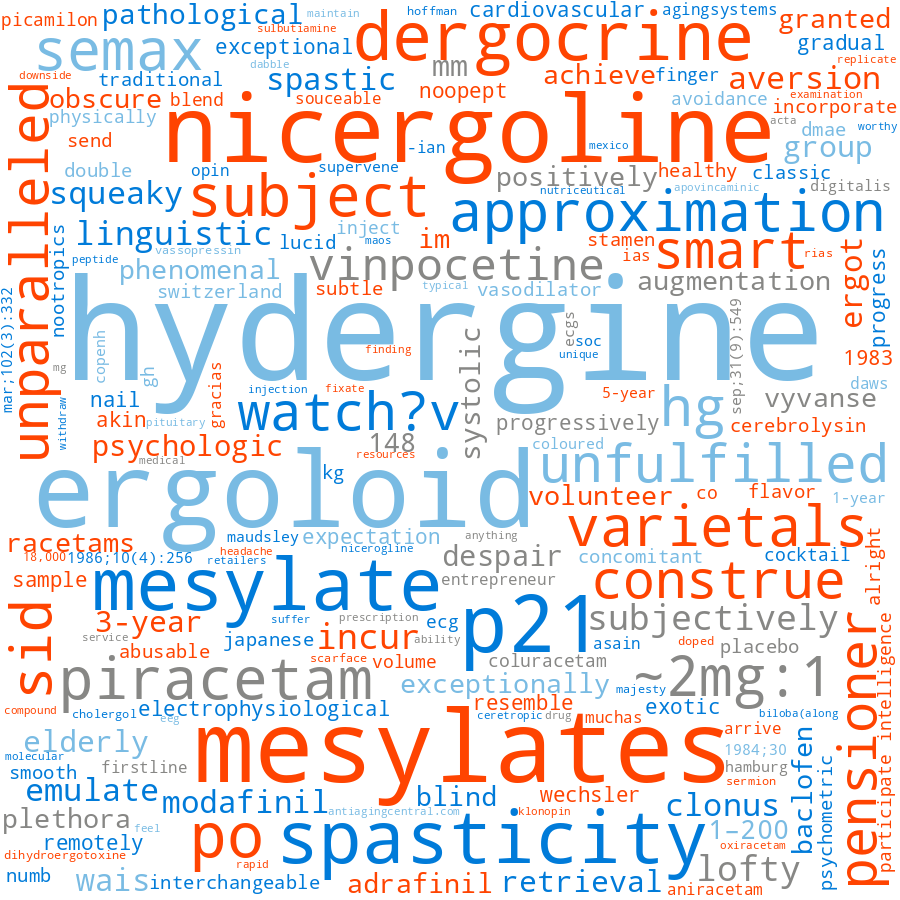 picamilon
pathological
maintain
hoffman
cardiovascular
agingsystems
granted
sulbutiamine
semax
exceptional
dergocrine
gradual
dabble
mm
replicate
downside
traditional
spastic
achieve
finger
aversion
obscure
blend
souceable
noopept
avoidance
examination
incorporate
physically
nicergoline
acta
send
dmae
worthy
-ian
mexico
group
double
opin
supervene
positively
healthy
classic
squeaky
subject
nutriceutical
apovincaminic
digitalis
unparalleled
approximation
linguistic
inject
lucid
maos
im
stamen
smart
nootropics
vassopressin
vinpocetine
ias
rias
ergot
peptide
phenomenal
typical
augmentation
progress
switzerland
subtle
vasodilator
hydergine
mar;102(3):332
copenh
ecgs
soc
sep;31(9):549
finding
unique
1983
mg
gh
gracias
systolic
injection
fixate
5-year
daws
nail
watch?v
hg
vyvanse
withdraw
akin
pituitary
progressively
cerebrolysin
psychologic
148
coloured
medical
resources
kg
unfulfilled
ergoloid
volunteer
co
flavor
1-year
racetams
maudsley
expectation
anything
varietals
18,000
1986;10(4):256
headache
retailers
nicerogline
despair
concomitant
cocktail
alright
sample
mesylate
entrepreneur
construe
sid
3-year
suffer
prescription
ecg
p21
subjectively
service
japanese
incur
ability
asain
doped
placebo
abusable
scarface
volume
coluracetam
piracetam
exceptionally
majesty
~2mg:1
pensioner
intelligence
compound
cholergol
electrophysiological
resemble
exotic
eeg
ceretropic
drug
muchas
biloba(along
elderly
mesylates
arrive
1984;30
molecular
firstline
hamburg
baclofen
participate
smooth
sermion
emulate
modafinil
blind
wechsler
clonus
psychometric
antiagingcentral.com
klonopin
plethora
po
spasticity
1–200
feel
remotely
oxiracetam
dihydroergotoxine
rapid
lofty
numb
wais
interchangeable
adrafinil
retrieval
aniracetam